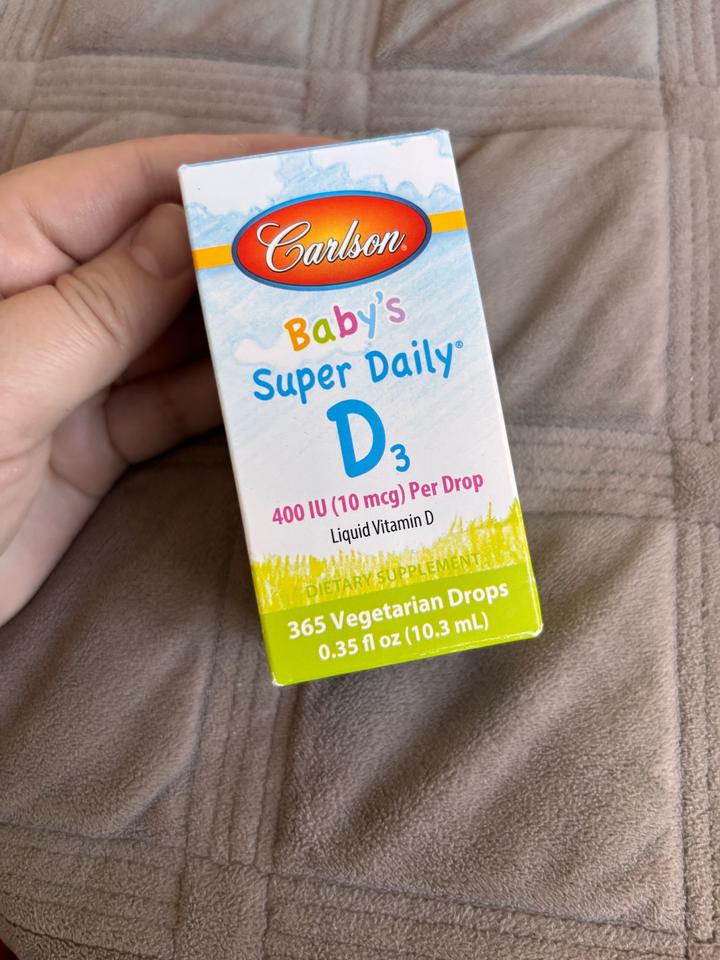 Carlson®
Baby's
Super Daily®
D3
400 IU (10 mcg) Per Drop
Liquid Vitamin D
DIETARY SUPPLEMENT
365 Vegetarian Drops
0.35 fl oz (10.3 mL)